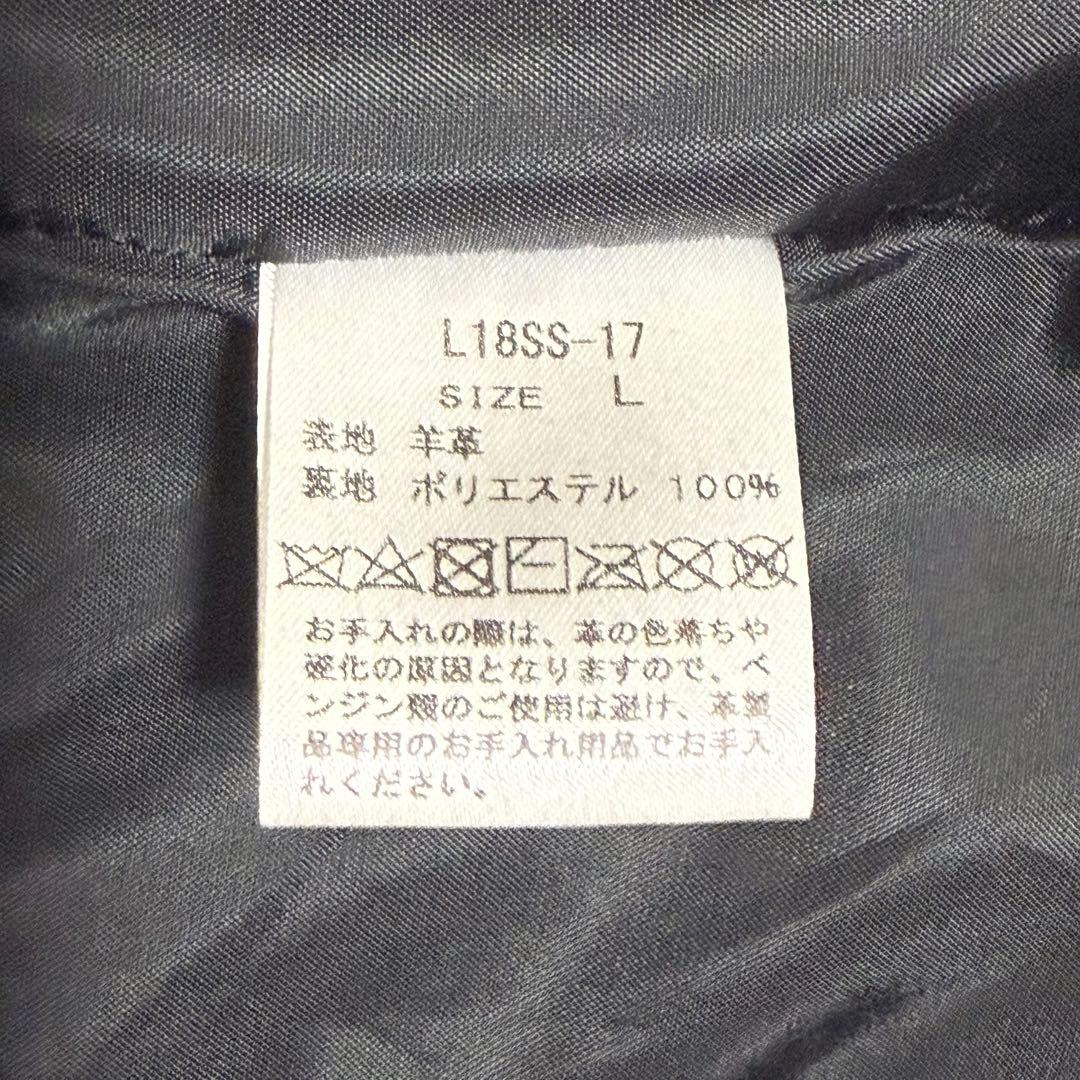 L18SS-17
SIZE L
表地 羊革
裏地 ポリエステル 100%
お手入れの際は、革の色落ちや
硬化の原因となりますので、ベ
ンジン類のご使用は避け、革製
品専用のお手入れ用品でお手入
れください。